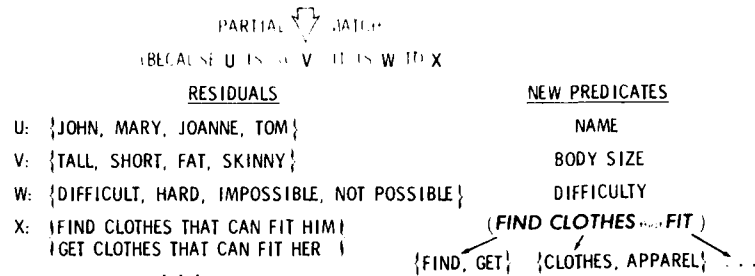 PARTIAL MATCH
(BECAUSE U IS SO V IT IS W TO X
RESIDUALS NEW PREDICATES
U: {JOHN, MARY, JOANNE, TOM} NAME
V: {TALL, SHORT, FAT, SKINNY} BODY SIZE
W: {DIFFICULT, HARD, IMPOSSIBLE, NOT POSSIBLE} DIFFICULTY
X: {FIND CLOTHES THAT CAN FIT HIM} (FIND CLOTHES FIT)
{GET CLOTHES THAT CAN FIT HER} {FIND, GET} {CLOTHES, APPAREL} . . .